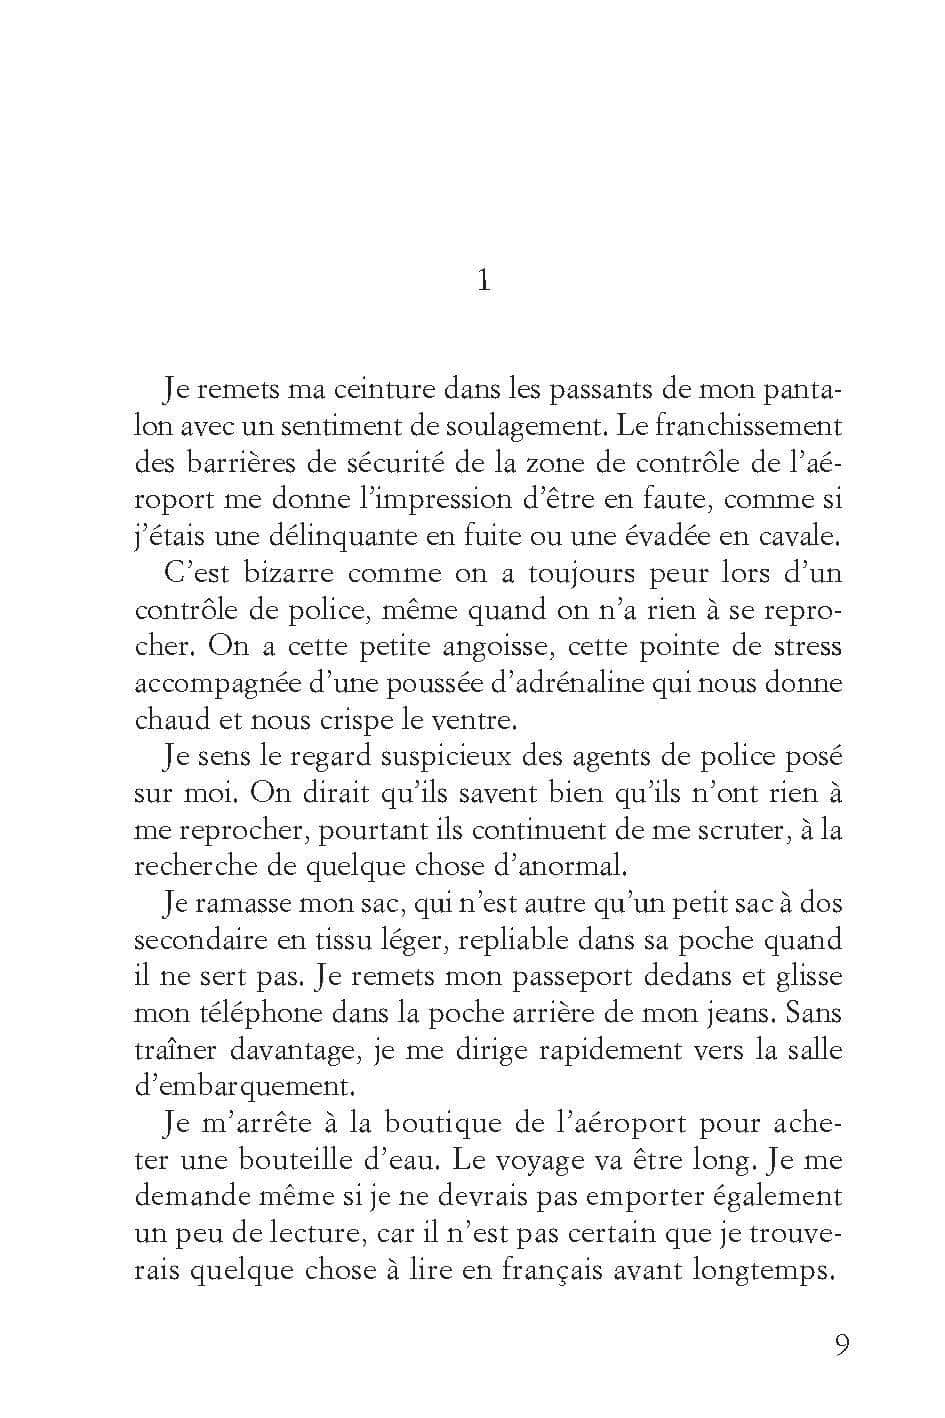 1
Je remets ma ceinture dans les passants de mon panta-
lon avec un sentiment de soulagement. Le franchissement
des barrières de sécurité de la zone de contrôle de l’aé-
roport me donne l’impression d’être en faute, comme si
j’étais une délinquante en fuite ou une évadée en cavale.
C’est bizarre comme on a toujours peur lors d’un
contrôle de police, même quand on n’a rien à se repro-
cher. On a cette petite angoisse, cette pointe de stress
accompagnée d’une poussée d’adrénaline qui nous donne
chaud et nous crispe le ventre.
Je sens le regard suspicieux des agents de police posé
sur moi. On dirait qu’ils savent bien qu’ils n’ont rien à
me reprocher, pourtant ils continuent de me scruter, à la
recherche de quelque chose d’anormal.
Je ramasse mon sac, qui n’est autre qu’un petit sac à dos
secondaire en tissu léger, repliable dans sa poche quand
il ne sert pas. Je remets mon passeport dedans et glisse
mon téléphone dans la poche arrière de mon jeans. Sans
traîner davantage, je me dirige rapidement vers la salle
d’embarquement.
Je m’arrête à la boutique de l’aéroport pour ache-
ter une bouteille d’eau. Le voyage va être long. Je me
demande même si je ne devrais pas emporter également
un peu de lecture, car il n’est pas certain que je trouve-
rais quelque chose à lire en français avant longtemps.
9